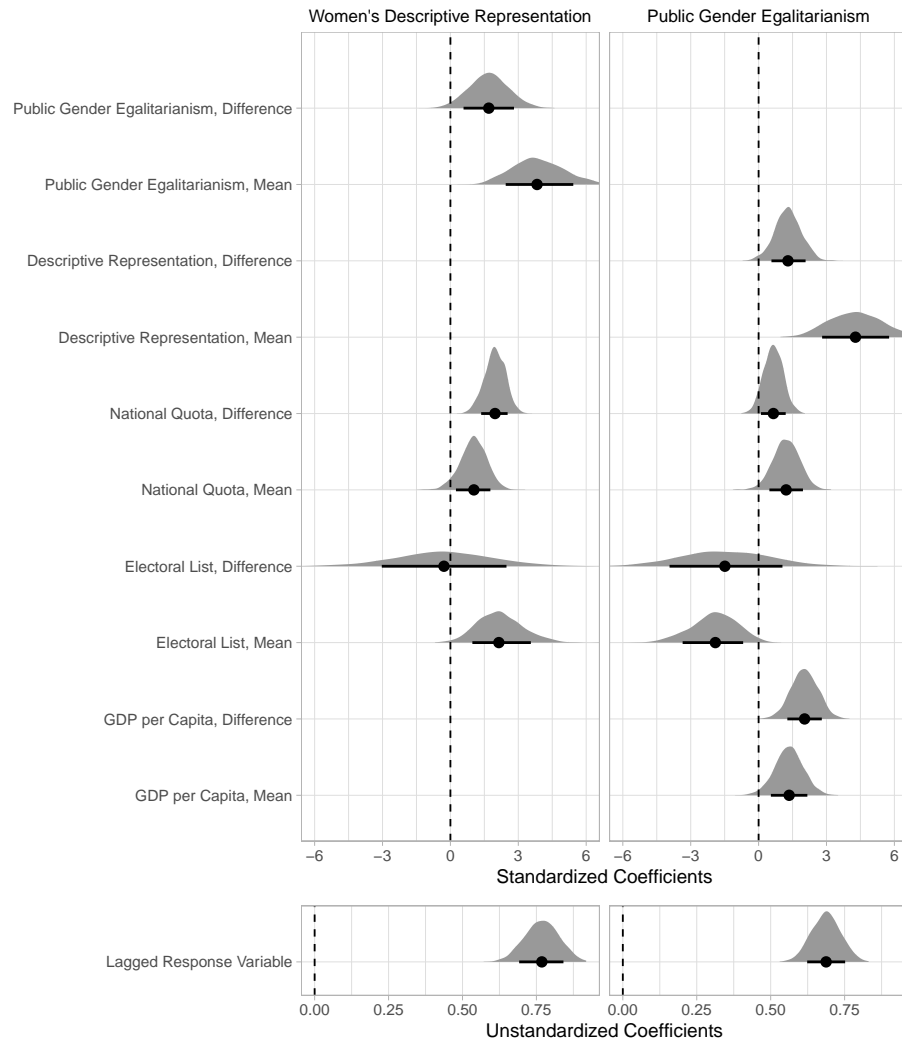 Women's Descriptive Representation
Public Gender Egalitarianism
Public Gender Egalitarianism, Difference
Public Gender Egalitarianism, Mean
Descriptive Representation, Difference
Descriptive Representation, Mean
National Quota, Difference
National Quota, Mean
Electoral List, Difference
Electoral List, Mean
GDP per Capita, Difference
GDP per Capita, Mean
−6 −3 0 3 6 −6 −3 0 3 6
Standardized Coefficients
Lagged Response Variable
0.00 0.25 0.50 0.75 0.00 0.25 0.50 0.75
Unstandardized Coefficients